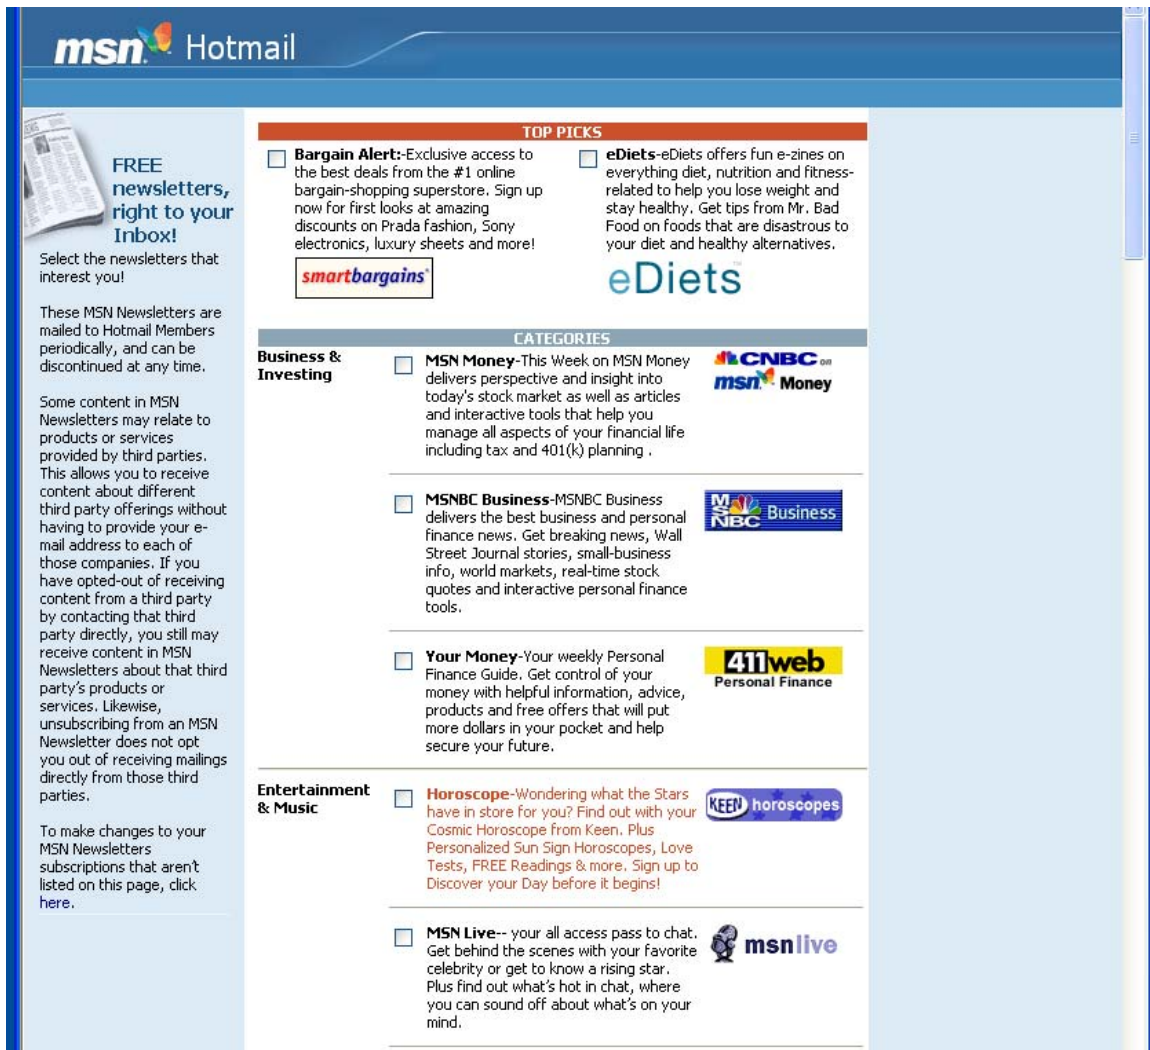 msn Hotmail
FREE
newsletters,
right to your
Inbox!
Select the newsletters that
interest you!
These MSN Newsletters are
mailed to Hotmail Members
periodically, and can be
discontinued at any time.
Some content in MSN
Newsletters may relate to
products or services
provided by third parties.
This allows you to receive
content about different
third party offerings without
having to provide your e-
mail address to each of
those companies. If you
have opted-out of receiving
content from a third party
by contacting that third
party directly, you still may
receive content in MSN
Newsletters about that third
party's products or
services. Likewise,
unsubscribing from an MSN
Newsletter does not opt
you out of receiving mailings
directly from those third
parties.
To make changes to your
MSN Newsletters
subscriptions that aren't
listed on this page, click
here.
TOP PICKS
Bargain Alert:-Exclusive access to
the best deals from the #1 online
bargain-shopping superstore. Sign up
now for first looks at amazing
discounts on Prada fashion, Sony
electronics, luxury sheets and more!
smartbargains
eDiets-eDiets offers fun e-zines on
everything diet, nutrition and fitness-
related to help you lose weight and
stay healthy. Get tips from Mr. Bad
Food on foods that are disastrous to
your diet and healthy alternatives.
eDiets™
CATEGORIES
Business &
Investing
MSN Money-This Week on MSN Money
delivers perspective and insight into
today's stock market as well as articles
and interactive tools that help you
manage all aspects of your financial life
including tax and 401(k) planning .
CNBC on
msn Money
MSNBC Business-MSNBC Business
delivers the best business and personal
finance news. Get breaking news, Wall
Street Journal stories, small-business
info, world markets, real-time stock
quotes and interactive personal finance
tools.
MSNBC Business
Your Money-Your weekly Personal
Finance Guide. Get control of your
money with helpful information, advice,
products and free offers that will put
more dollars in your pocket and help
secure your future.
411web
Personal Finance
Entertainment
& Music
Horoscope-Wondering what the Stars
have in store for you? Find out with your
Cosmic Horoscope from Keen. Plus
Personalized Sun Sign Horoscopes, Love
Tests, FREE Readings & more. Sign up to
Discover your Day before it begins!
KEEN horoscopes
MSN Live-- your all access pass to chat.
Get behind the scenes with your favorite
celebrity or get to know a rising star.
Plus find out what's hot in chat, where
you can sound off about what's on your
mind.
msnlive